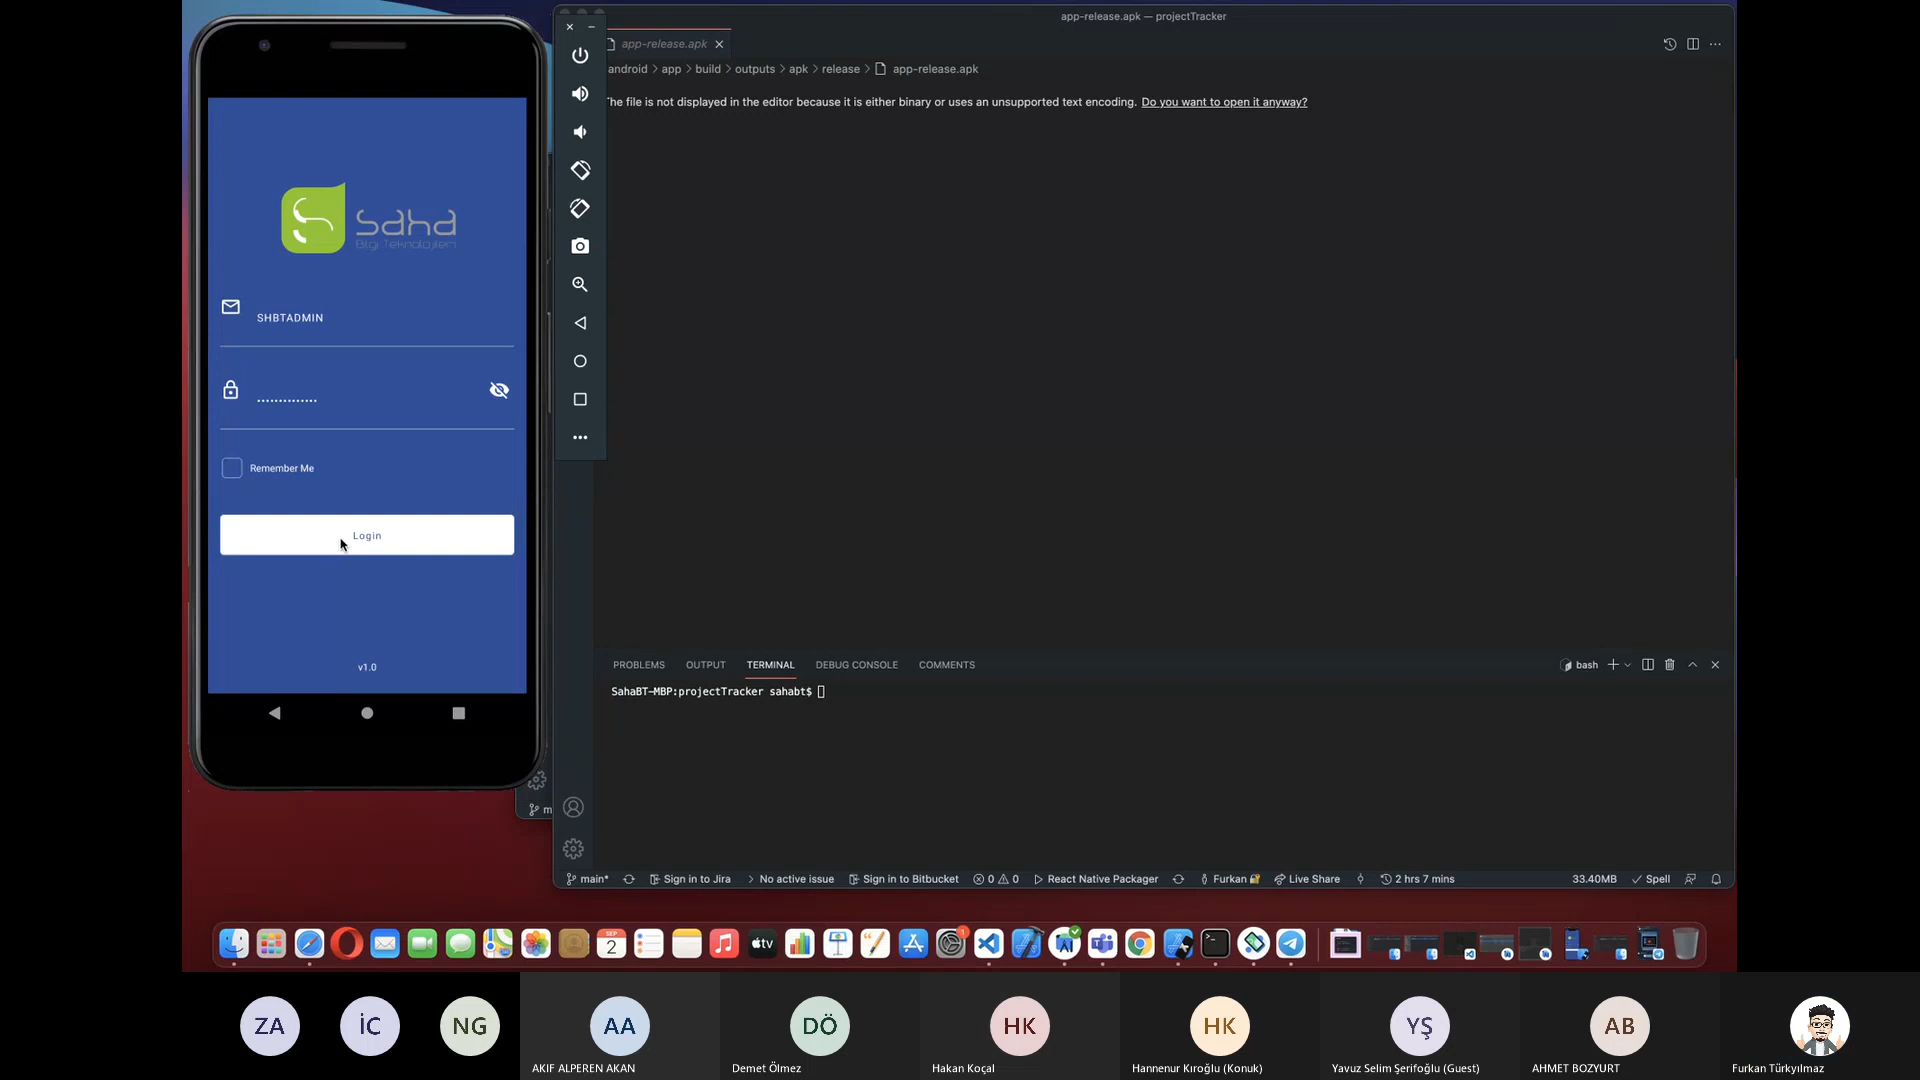 app-release.apk — projectTracker
app-release.apk
android > app > build > outputs > apk > release > app-release.apk
The file is not displayed in the editor because it is either binary or uses an unsupported text encoding. Do you want to open it anyway?
Saha
Bilgi Teknolojileri
SHBTADMIN
..............
Remember Me
Login
v1.0
PROBLEMS OUTPUT TERMINAL DEBUG CONSOLE COMMENTS
bash
SahaBT-MBP:projectTracker sahabt$
m
main* Sign in to Jira > No active issue Sign in to Bitbucket 0 0 React Native Packager Furkan Live Share 2 hrs 7 mins 33.40MB Spell
SEP
2
tv
1
ZA İC NG AA DÖ HK HK YŞ AB
AKIF ALPEREN AKAN Demet Ölmez Hakan Koçal Hannenur Kıroğlu (Konuk) Yavuz Selim Şerifoğlu (Guest) AHMET BOZYURT Furkan Türkyılmaz